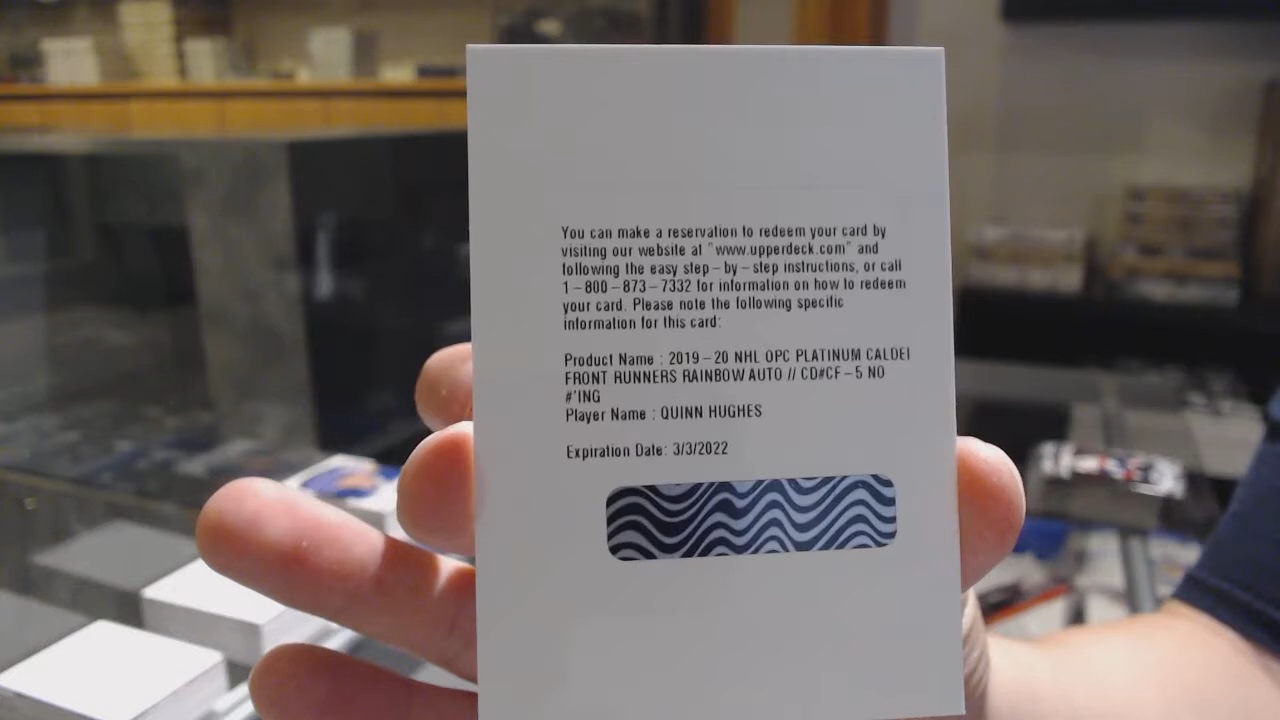 You can make a reservation to redeem your card by
visiting our website at "www.upperdeck.com" and
following the easy step-by-step instructions, or call
1-800-873-7332 for information on how to redeem
your card. Please note the following specific
information for this card:
Product Name : 2019-20 NHL OPC PLATINUM CALDEI
FRONT RUNNERS RAINBOW AUTO // CD#CF-5 NO
#'ING
Player Name : QUINN HUGHES
Expiration Date: 3/3/2022